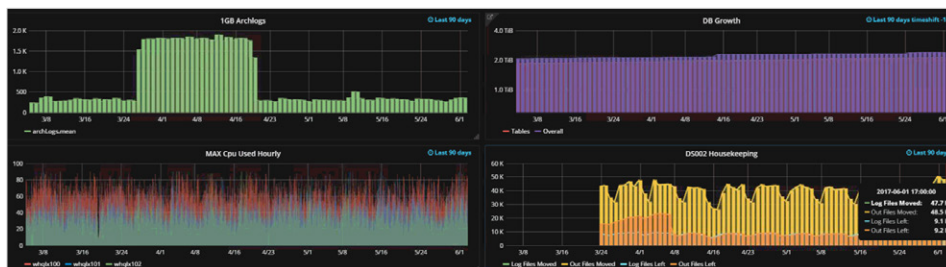 1GB Archlogs
Last 90 days
2.0 K
1.5 K
1.0 K
500
0
3/8 3/16 3/24 4/1 4/8 4/16 4/23 5/1 5/8 5/16 5/24 6/1
archLogs.mean
DB Growth
Last 90 days timeshift -1
4.0 TiB
2.0 TiB
1.0 TiB
3/8 3/16 3/24 4/1 4/8 4/16 4/23 5/1 5/8 5/16 5/24 6/1
Tables Overall
MAX Cpu Used Hourly
Last 90 days
100
80
60
40
20
0
3/8 3/16 3/24 4/1 4/8 4/16 4/23 5/1 5/8 5/16 5/24 6/1
whqlx100 whqlx101 whqlx102
DS002 Housekeeping
Last 90 day
60 K
50 K
40 K
30 K
20 K
10 K
0
3/8 3/16 3/24 4/1 4/8 4/16 4/23 5/1 5/8 5/16
2017-06-01 17:00:00
Log Files Moved: 47.7
Out Files Moved: 48.5
Log Files Left: 9.1
Out Files Left: 9.2
Log Files Moved Out Files Moved Log Files Left Out Files Left